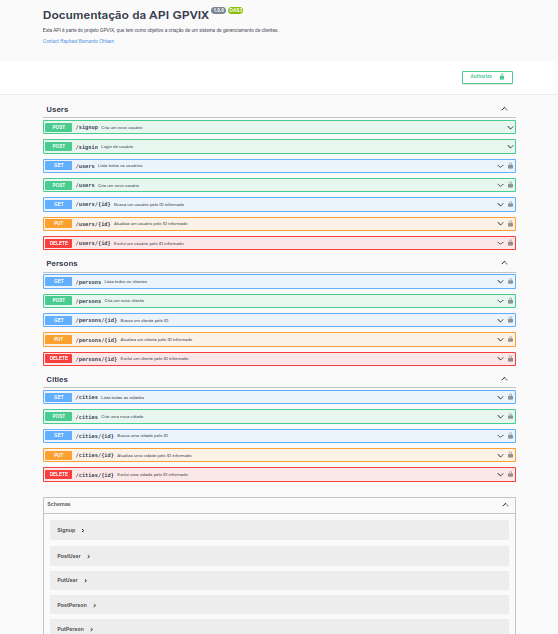 Documentação da API GPVIX 1.0.0 OAS3
Esta API é parte do projeto GPVIX, que tem como objetivo a criação de um sistema de gerenciamento de clientes.
Contact Raphael Bernardo Ohlsen
Authorize
Users
POST /signup Cria um novo usuário
POST /signin Login de usuário
GET /users Lista todos os usuários
POST /users Cria um novo usuário
GET /users/{id} Busca um usuário pelo ID informado
PUT /users/{id} Atualiza um usuário pelo ID informado
DELETE /users/{id} Exclui um usuário pelo ID informado
Persons
GET /persons Lista todos os clientes
POST /persons Cria um novo cliente
GET /persons/{id} Busca um cliente pelo ID
PUT /persons/{id} Atualiza um cliente pelo ID informado
DELETE /persons/{id} Exclui um cliente pelo ID informado
Cities
GET /cities Lista todas as cidades
POST /cities Cria uma nova cidade
GET /cities/{id} Busca uma cidade pelo ID
PUT /cities/{id} Atualiza uma cidade pelo ID informado
DELETE /cities/{id} Exclui uma cidade pelo ID informado
Schemas
Signup
PostUser
PutUser
PostPerson
PutPerson